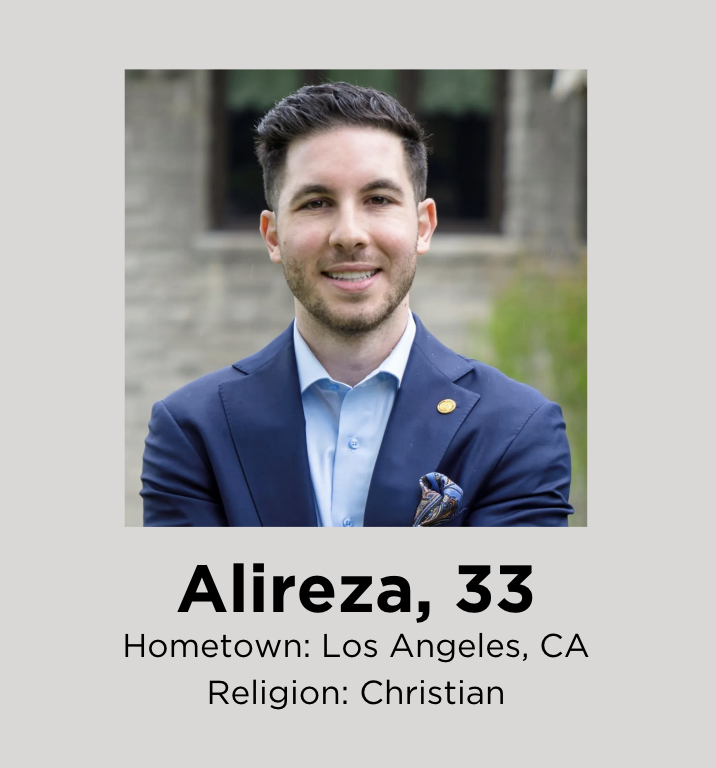 Alireza, 33
Hometown: Los Angeles, CA
Religion: Christian